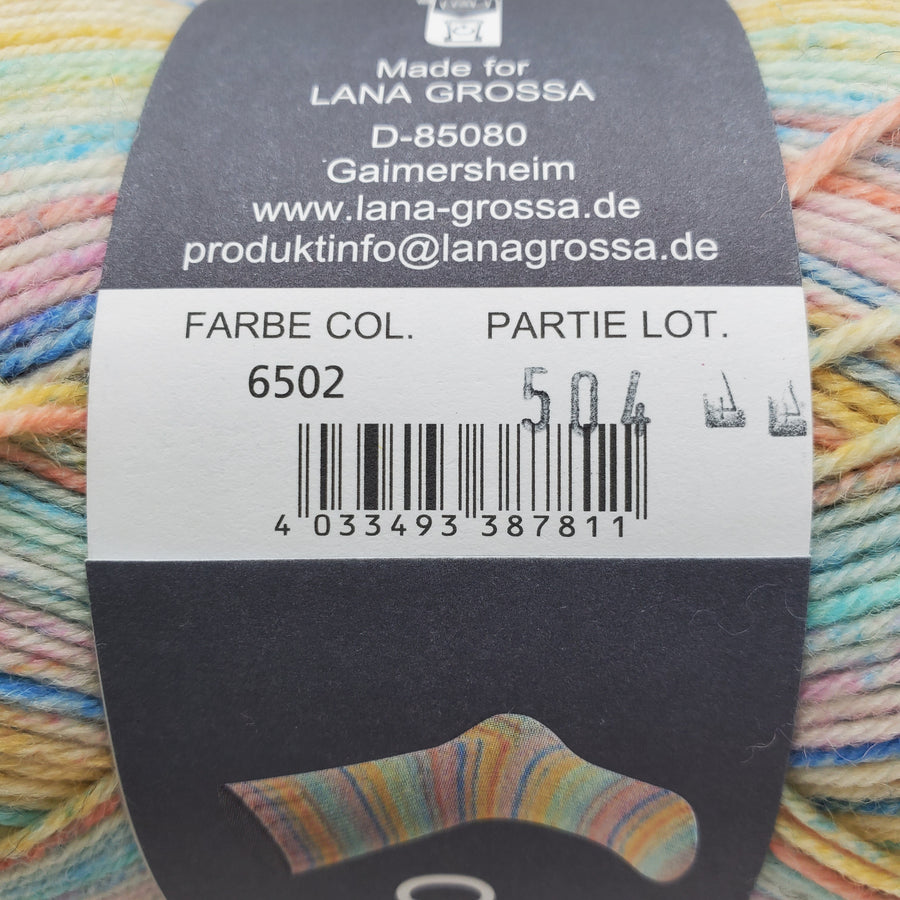 Made for
LANA GROSSA
D-85080
Gaimersheim
www.lana-grossa.de
produktinfo@lanagrossa.de
FARBE COL. PARTIE LOT.
6502 504
4 033493 387811